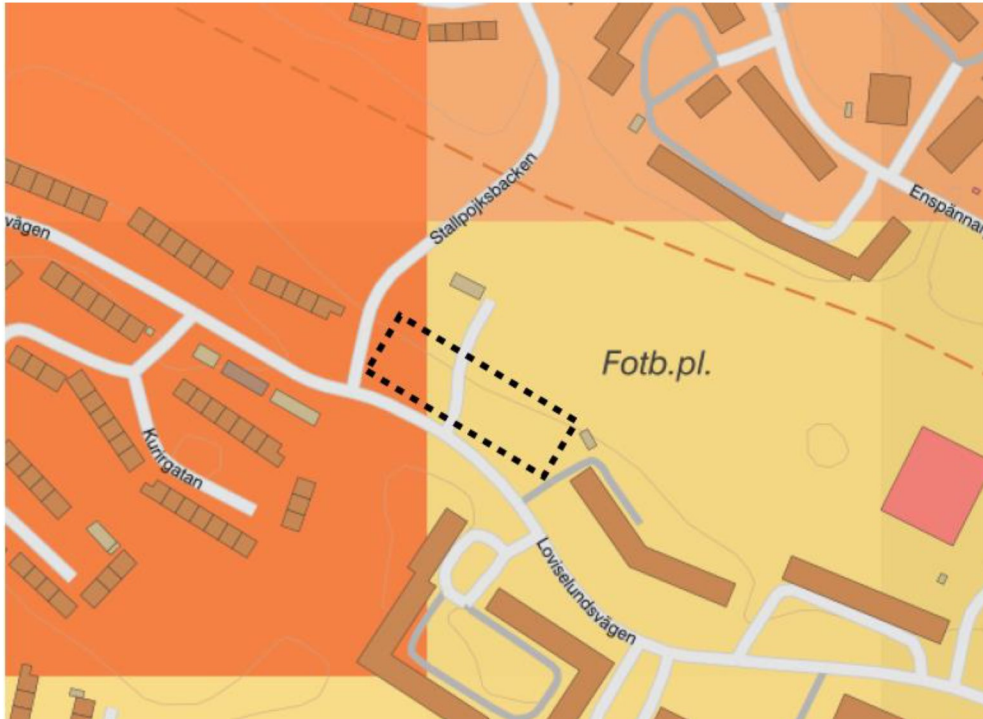 Enspännar
Stallpojksbacken
vägen
Fotb.pl.
Kurirgatan
Loviselundsvägen